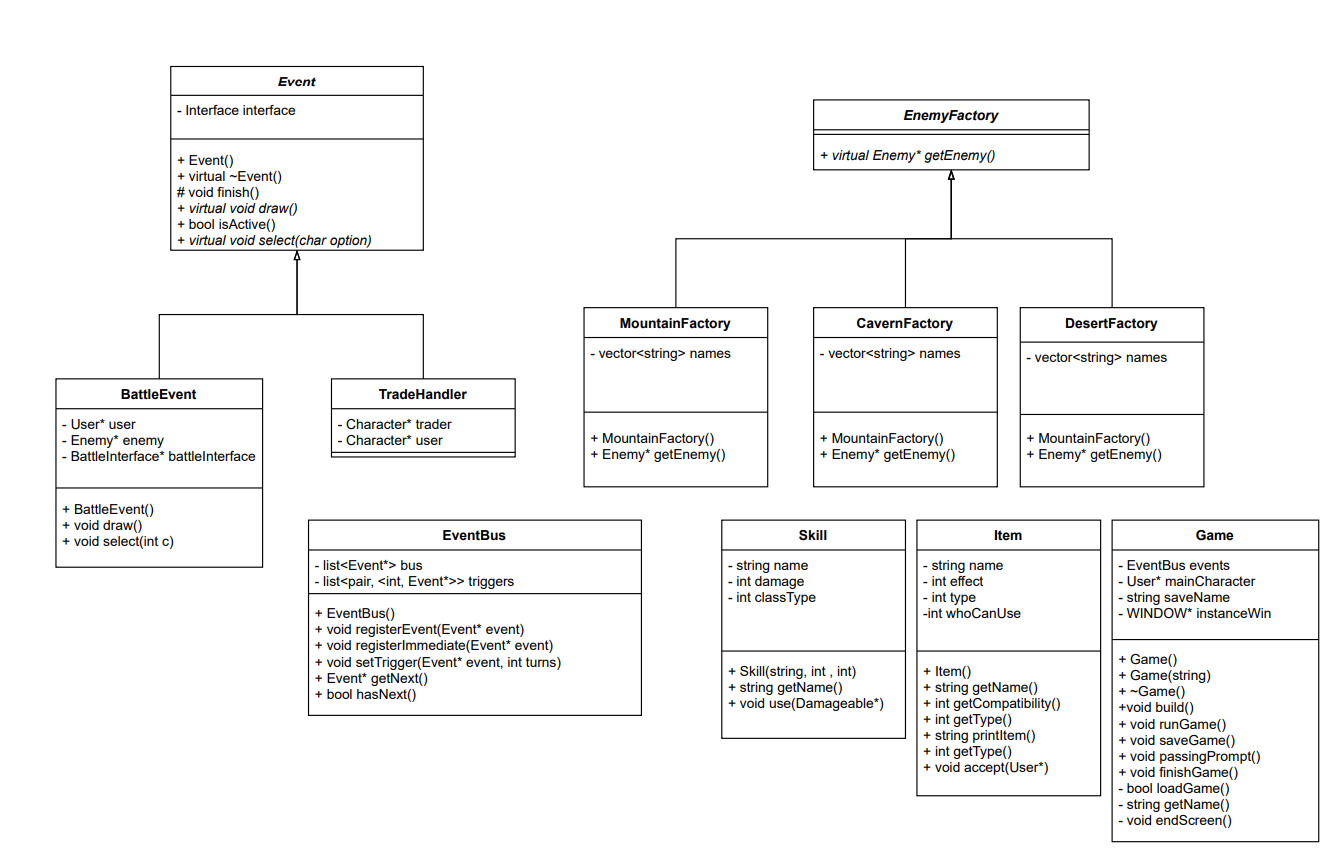 Event
- Interface interface
+ Event()
+ virtual ~Event()
# void finish()
+ virtual void draw()
+ bool isActive()
+ virtual void select(char option)
EnemyFactory
+ virtual Enemy* getEnemy()
MountainFactory
- vector<string> names
+ MountainFactory()
+ Enemy* getEnemy()
CavernFactory
- vector<string> names
+ MountainFactory()
+ Enemy* getEnemy()
DesertFactory
- vector<string> names
+ MountainFactory()
+ Enemy* getEnemy()
BattleEvent
- User* user
- Enemy* enemy
- BattleInterface* battleInterface
+ BattleEvent()
+ void draw()
+ void select(int c)
TradeHandler
- Character* trader
- Character* user
EventBus
- list<Event*> bus
- list<pair, <int, Event*>> triggers
+ EventBus()
+ void registerEvent(Event* event)
+ void registerImmediate(Event* event)
+ void setTrigger(Event* event, int turns)
+ Event* getNext()
+ bool hasNext()
Skill
- string name
- int damage
- int classType
+ Skill(string, int , int)
+ string getName()
+ void use(Damageable*)
Item
- string name
- int effect
- int type
-int whoCanUse
+ Item()
+ string getName()
+ int getCompatibility()
+ int getType()
+ string printItem()
+ int getType()
+ void accept(User*)
Game
- EventBus events
- User* mainCharacter
- string saveName
- WINDOW* instanceWin
+ Game()
+ Game(string)
+ ~Game()
+void build()
+ void runGame()
+ void saveGame()
+ void passingPrompt()
+ void finishGame()
- bool loadGame()
- string getName()
- void endScreen()